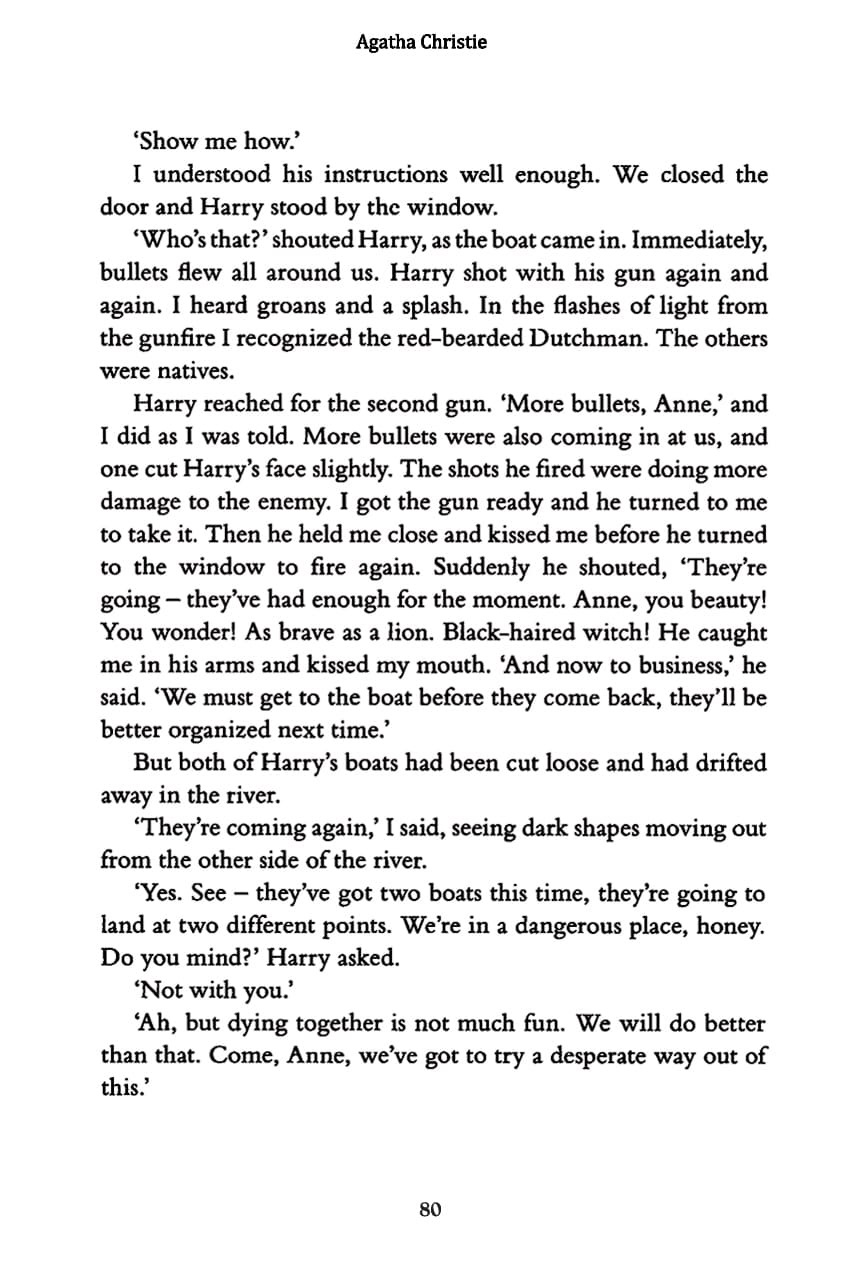 Agatha Christie
‘Show me how.’
I understood his instructions well enough. We closed the
door and Harry stood by the window.
‘Who’s that?’ shouted Harry, as the boat came in. Immediately,
bullets flew all around us. Harry shot with his gun again and
again. I heard groans and a splash. In the flashes of light from
the gunfire I recognized the red-bearded Dutchman. The others
were natives.
Harry reached for the second gun. ‘More bullets, Anne,’ and
I did as I was told. More bullets were also coming in at us, and
one cut Harry’s face slightly. The shots he fired were doing more
damage to the enemy. I got the gun ready and he turned to me
to take it. Then he held me close and kissed me before he turned
to the window to fire again. Suddenly he shouted, ‘They’re
going – they’ve had enough for the moment. Anne, you beauty!
You wonder! As brave as a lion. Black-haired witch! He caught
me in his arms and kissed my mouth. ‘And now to business,’ he
said. ‘We must get to the boat before they come back, they’ll be
better organized next time.’
But both of Harry’s boats had been cut loose and had drifted
away in the river.
‘They’re coming again,’ I said, seeing dark shapes moving out
from the other side of the river.
‘Yes. See – they’ve got two boats this time, they’re going to
land at two different points. We’re in a dangerous place, honey.
Do you mind?’ Harry asked.
‘Not with you.’
‘Ah, but dying together is not much fun. We will do better
than that. Come, Anne, we’ve got to try a desperate way out of
this.’
80